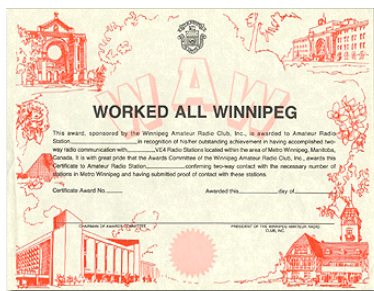 WAW
WORKED ALL WINNIPEG
This award, sponsored by the Winnipeg Amateur Radio Club, Inc., is awarded to Amateur Radio
Station in recognition of his/her outstanding achievement in having accomplished two-
way radio communication with VE4 Radio Stations located within the area of Metro Winnipeg, Manitoba,
Canada. It is with great pride that the Awards Committee of the Winnipeg Amateur Radio Club, Inc., awards this
Certificate to Amateur Radio Station confirming two-way contact with the necessary number of
stations in Metro Winnipeg and having submitted proof of contact with these stations.
Certificate Award No. Awarded this day of
CHAIRMAN OF AWARDS COMMITTEE PRESIDENT OF THE WINNIPEG AMATEUR RADIO
CLUB, INC.